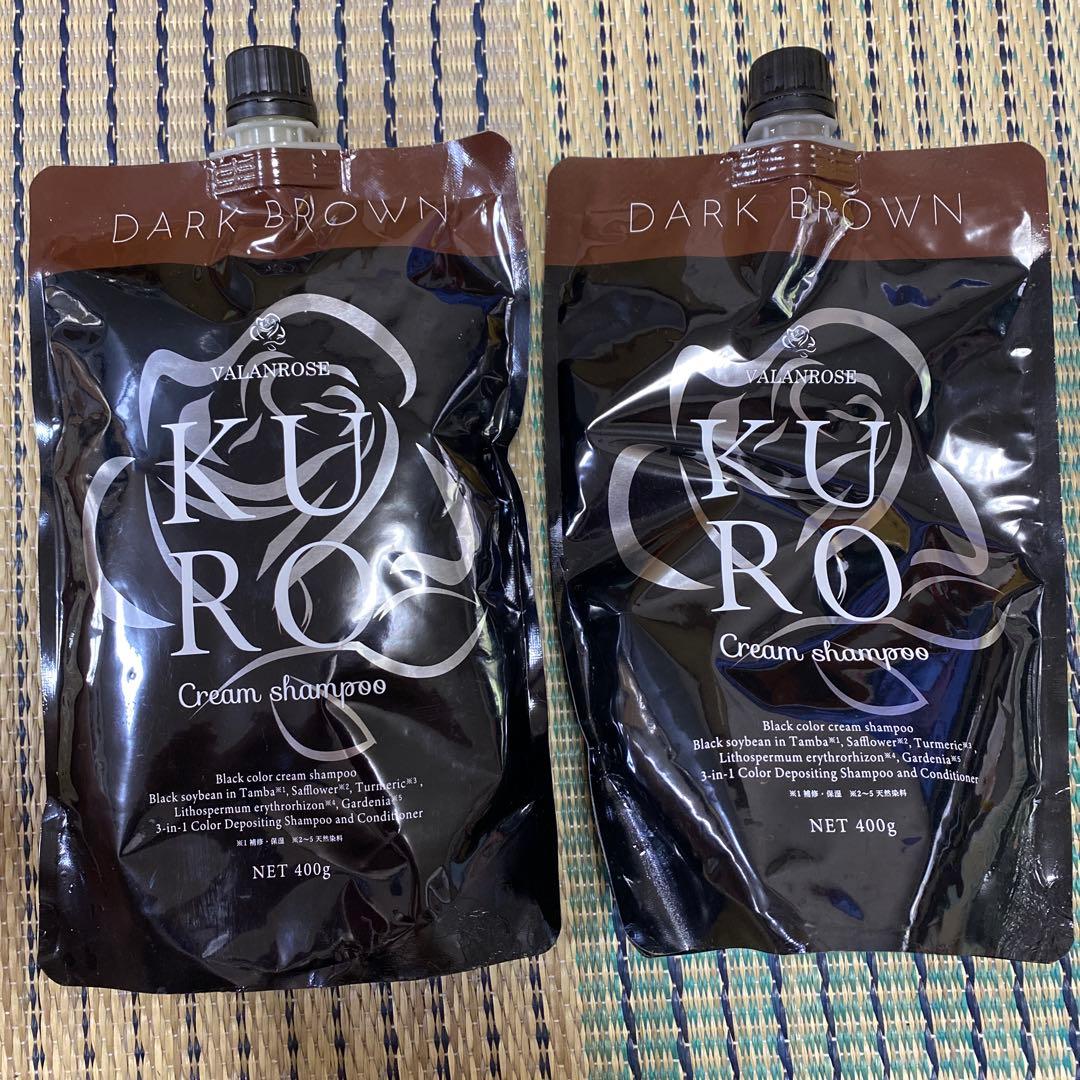 DARK BROWN
VALANROSE
KU
RO
Cream shampoo
Black color cream shampoo
Black soybean in Tamba※1, Safflower※2, Turmeric※3,
Lithospermum erythrorhizon※4, Gardenia※5
3-in-1 Color Depositing Shampoo and Conditioner
※1 補修・保湿 ※2～5 天然染料
NET 400g
DARK BROWN
VALANROSE
KU
RO
Cream shampoo
Black color cream shampoo
Black soybean in Tamba※1, Safflower※2, Turmeric※3
Lithospermum erythrorhizon※4, Gardenia※5
3-in-1 Color Depositing Shampoo and Conditioner
※1 補修・保湿 ※2～5 天然染料
NET 400g